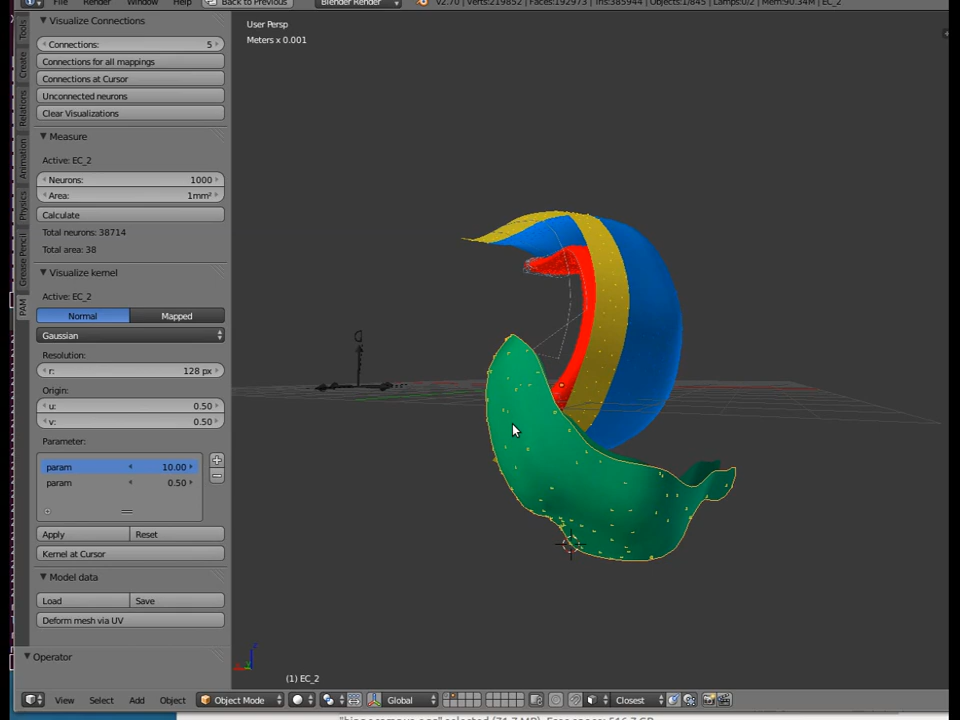 File Render Window Help Back to Previous Blender Render v2.70 | Verts:219852 | Faces:192973 | Tris:385944 | Objects:1/845 | Lamps:0/2 | Mem:90.34M | EC_2
Visualize Connections
Connections: 5
Connections for all mappings
Connections at Cursor
Unconnected neurons
Clear Visualizations
Measure
Active: EC_2
Neurons: 1000
Area: 1mm²
Calculate
Total neurons: 38714
Total area: 38
Visualize kernel
Active: EC_2
Normal Mapped
Gaussian
Resolution:
r: 128 px
Origin:
u: 0.50
v: 0.50
Parameter:
param 10.00
param 0.50
Apply Reset
Kernel at Cursor
Model data
Load Save
Deform mesh via UV
Operator
Tools
Create
Relations
Animation
Physics
Grease Pencil
PAM
User Persp
Meters x 0.001
(1) EC_2
View Select Add Object Object Mode Global Closest